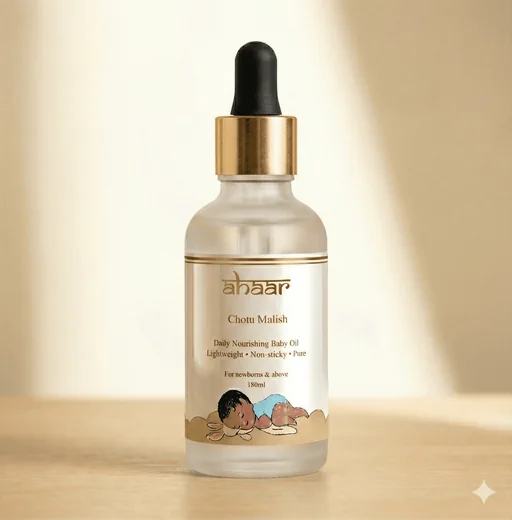 ahaar
Chotu Malish
Daily Nourishing Baby Oil
Lightweight • Non-sticky • Pure
For newborns & above
180ml